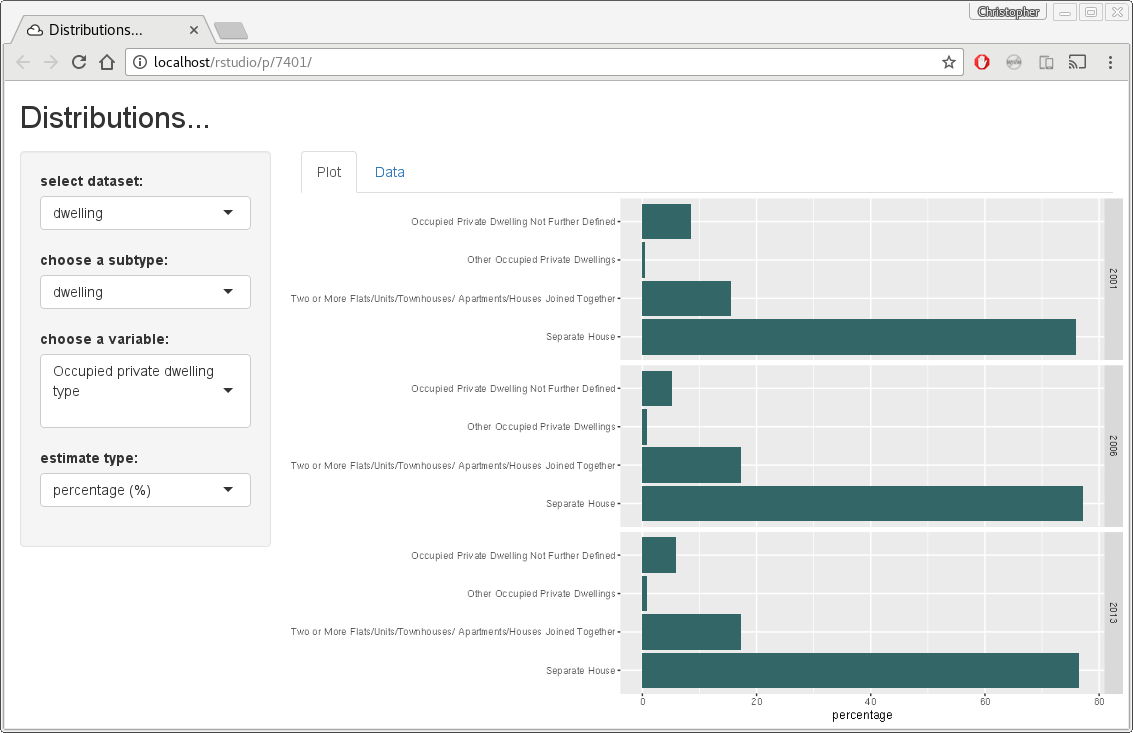 Christopher
Distributions...
localhost/rstudio/p/7401/
Distributions...
select dataset:
dwelling
choose a subtype:
dwelling
choose a variable:
Occupied private dwelling
type
estimate type:
percentage (%)
Plot
Data
Occupied Private Dwelling Not Further Defined
Other Occupied Private Dwellings
Two or More Flats/Units/Townhouses/ Apartments/Houses Joined Together
Separate House
2001
Occupied Private Dwelling Not Further Defined
Other Occupied Private Dwellings
Two or More Flats/Units/Townhouses/ Apartments/Houses Joined Together
Separate House
2006
Occupied Private Dwelling Not Further Defined
Other Occupied Private Dwellings
Two or More Flats/Units/Townhouses/ Apartments/Houses Joined Together
Separate House
2013
0 20 40 60 80
percentage